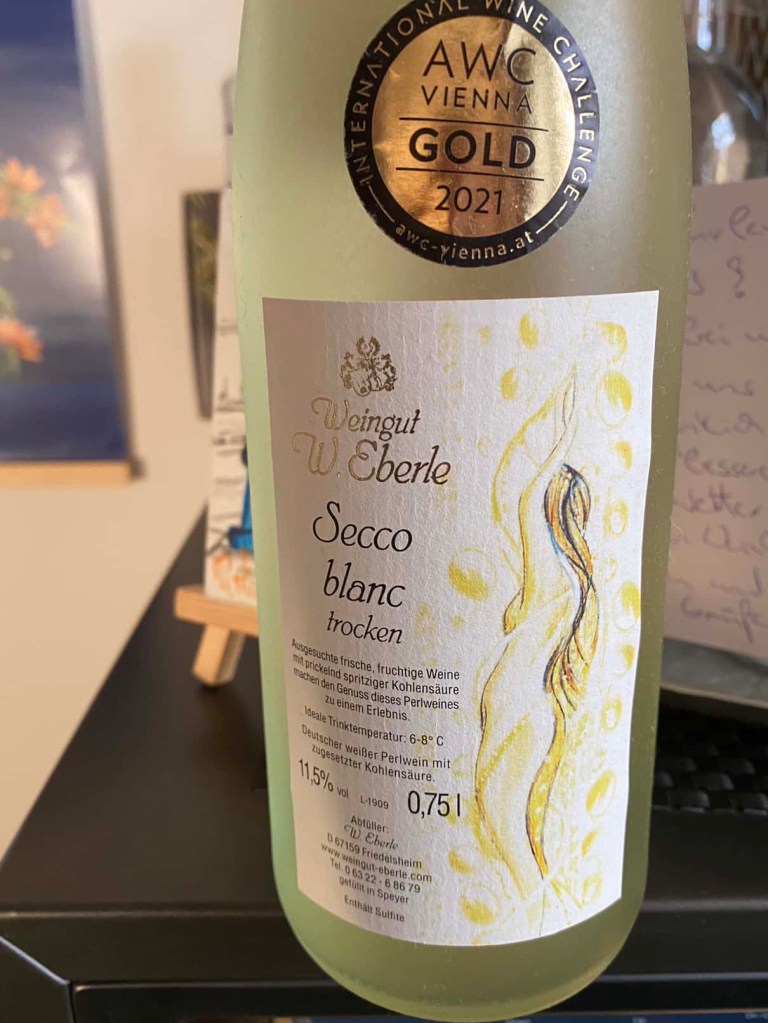 INTERNATIONAL WINE CHALLENGE
AWC
VIENNA
GOLD
2021
awc-vienna.at
Weingut
W. Eberle
Secco
blanc
trocken
Ausgesuchte frische, fruchtige Weine
mit prickelnd spritziger Kohlensäure
machen den Genuss dieses Perlweines
zu einem Erlebnis.
Ideale Trinktemperatur: 6-8° C
Deutscher weißer Perlwein mit
zugesetzter Kohlensäure.
11,5% vol L-1909 0,75 l
Abfüller:
W. Eberle
D 67159 Friedelsheim
www.weingut-eberle.com
Tel. 0 63 22 - 6 86 79
gefüllt in Speyer
Enthält Sulfite
uns